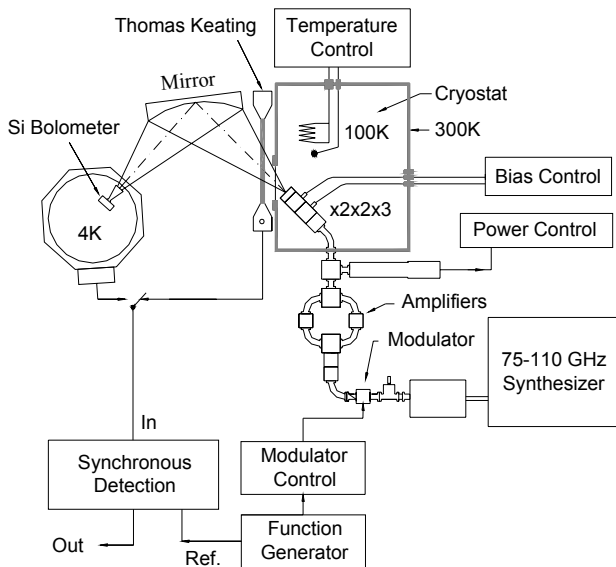 Thomas Keating
Temperature
Control
Mirror
Cryostat
Si Bolometer
100K
300K
4K
x2x2x3
Bias Control
Power Control
Amplifiers
Modulator
75-110 GHz
Synthesizer
In
Synchronous
Detection
Modulator
Control
Out
Ref.
Function
Generator